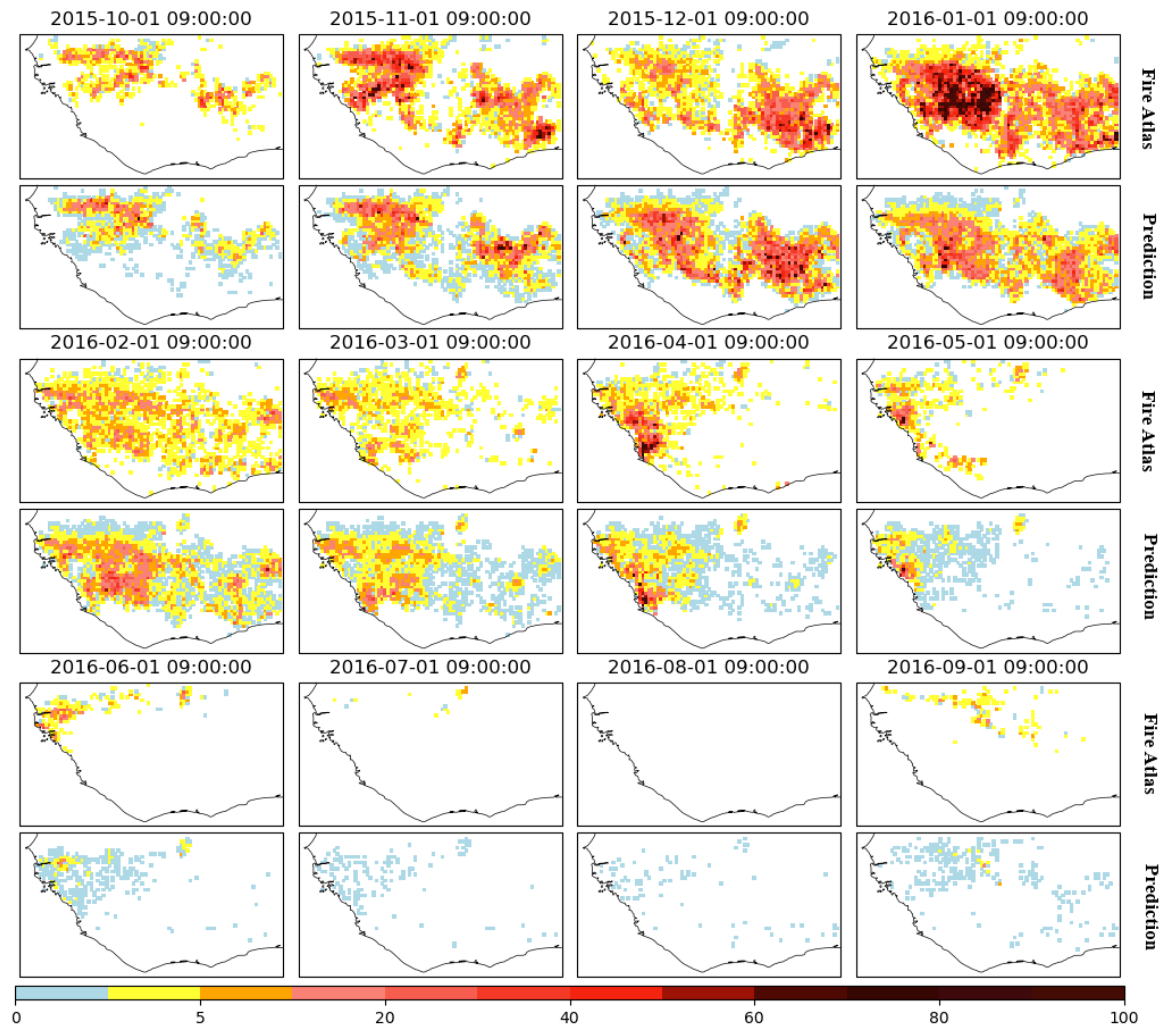 2015-10-01 09:00:00 2015-11-01 09:00:00 2015-12-01 09:00:00 2016-01-01 09:00:00
Fire Atlas
Prediction
2016-02-01 09:00:00 2016-03-01 09:00:00 2016-04-01 09:00:00 2016-05-01 09:00:00
Fire Atlas
Prediction
2016-06-01 09:00:00 2016-07-01 09:00:00 2016-08-01 09:00:00 2016-09-01 09:00:00
Fire Atlas
Prediction
0 5 20 40 60 80 100